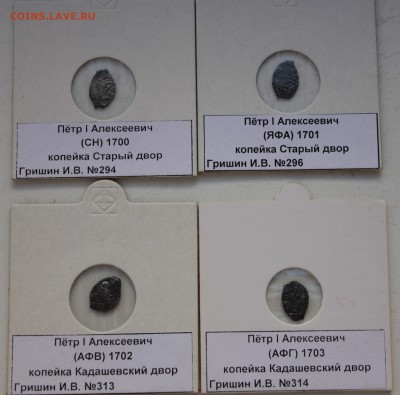 COINS.ЛАВЕ.RU
Пётр I Алексеевич
(СН) 1700
копейка Старый двор
Гришин И.В. №294
Пётр I Алексеевич
(ЯФА) 1701
копейка Старый двор
Гришин И.В. №296
Пётр I Алексеевич
(АФВ) 1702
копейка Кадашевский двор
Гришин И.В. №313
Пётр I Алексеевич
(АФГ) 1703
копейка Кадашевский двор
Гришин И.В. №314